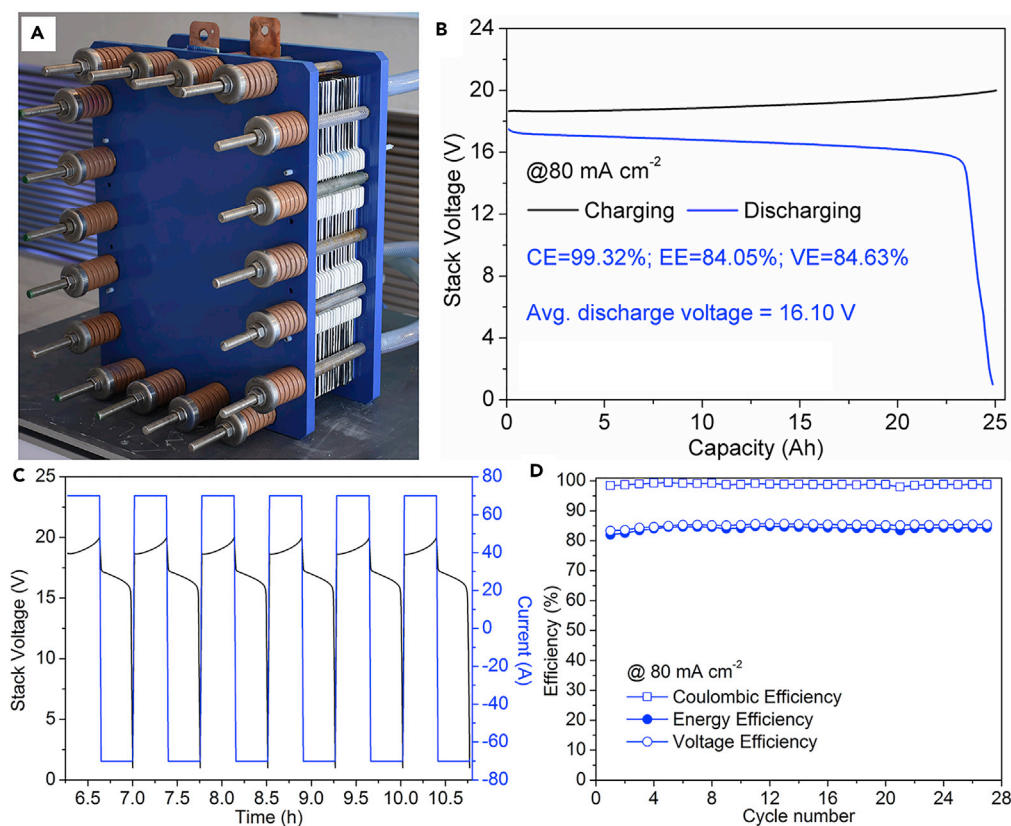 A
B
24
20
16
12
8
4
0
Stack Voltage (V)
@80 mA cm⁻²
Charging
Discharging
CE=99.32%; EE=84.05%; VE=84.63%
Avg. discharge voltage = 16.10 V
0 5 10 15 20 25
Capacity (Ah)
C
25
20
15
10
5
0
Stack Voltage (V)
80
60
40
20
0
-20
-40
-60
-80
Current (A)
6.5 7.0 7.5 8.0 8.5 9.0 9.5 10.0 10.5
Time (h)
D
100
90
80
70
60
50
40
30
20
10
0
Efficiency (%)
@ 80 mA cm⁻²
Coulombic Efficiency
Energy Efficiency
Voltage Efficiency
0 4 8 12 16 20 24 28
Cycle number